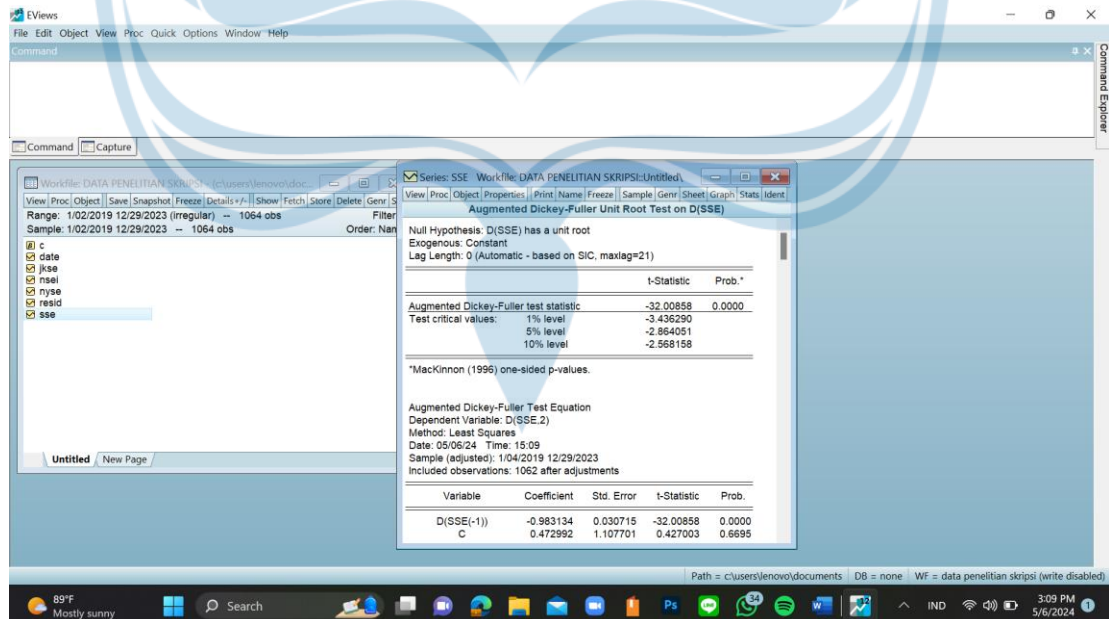 EViews
File Edit Object View Proc Quick Options Window Help
Command
Command Explorer
Command Capture
Workfile: DATA PENELITIAN SKRIPSI - (c:\users\lenovo\doc...
View Proc Object Save Snapshot Freeze Details+/- Show Fetch Store Delete Genr S
Range: 1/02/2019 12/29/2023 (irregular) -- 1064 obs Filter
Sample: 1/02/2019 12/29/2023 -- 1064 obs Order: Nan
c
date
jkse
nsei
nyse
resid
sse
Untitled New Page
Series: SSE Workfile: DATA PENELITIAN SKRIPSI::Untitled\
View Proc Object Properties Print Name Freeze Sample Genr Sheet Graph Stats Ident
Augmented Dickey-Fuller Unit Root Test on D(SSE)
Null Hypothesis: D(SSE) has a unit root
Exogenous: Constant
Lag Length: 0 (Automatic - based on SIC, maxlag=21)
t-Statistic Prob.*
Augmented Dickey-Fuller test statistic -32.00858 0.0000
Test critical values: 1% level -3.436290
5% level -2.864051
10% level -2.568158
*MacKinnon (1996) one-sided p-values.
Augmented Dickey-Fuller Test Equation
Dependent Variable: D(SSE,2)
Method: Least Squares
Date: 05/06/24 Time: 15:09
Sample (adjusted): 1/04/2019 12/29/2023
Included observations: 1062 after adjustments
Variable Coefficient Std. Error t-Statistic Prob.
D(SSE(-1)) -0.983134 0.030715 -32.00858 0.0000
C 0.472992 1.107701 0.427003 0.6695
Path = c:\users\lenovo\documents DB = none WF = data penelitian skripsi (write disabled)
89°F
Mostly sunny
Search
Ps
34
12
IND
3:09 PM
5/6/2024
1